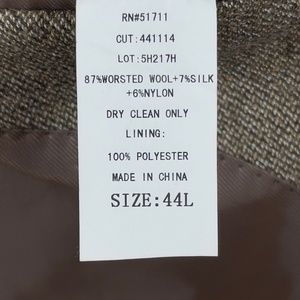 RN#51711
CUT:441114
LOT:5H217H
87%WORSTED WOOL+7%SILK
+6%NYLON
DRY CLEAN ONLY
LINING:
100% POLYESTER
MADE IN CHINA
SIZE:44L